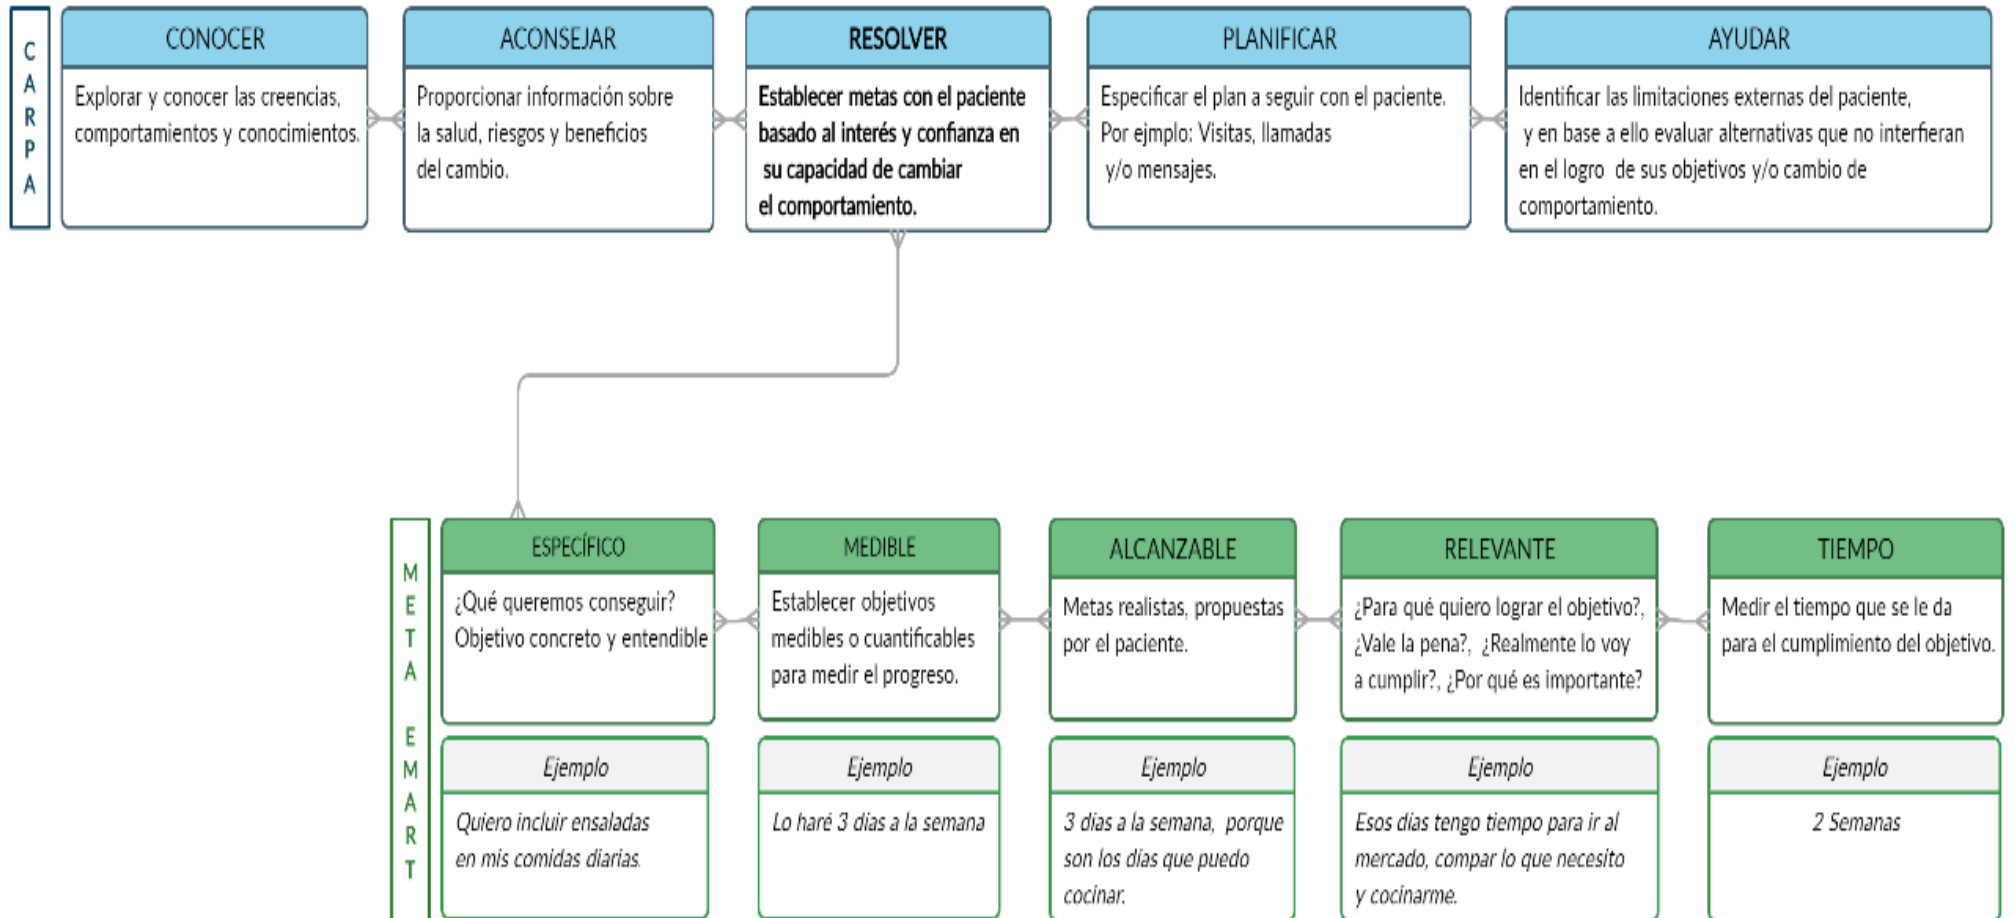 CARPA
CONOCER
Explorar y conocer las creencias,
comportamientos y conocimientos.
ACONSEJAR
Proporcionar información sobre
la salud, riesgos y beneficios
del cambio.
RESOLVER
Establecer metas con el paciente
basado al interés y confianza en
su capacidad de cambiar
el comportamiento.
PLANIFICAR
Especificar el plan a seguir con el paciente.
Por ejmplo: Visitas, llamadas
y/o mensajes.
AYUDAR
Identificar las limitaciones externas del paciente,
y en base a ello evaluar alternativas que no interfieran
en el logro de sus objetivos y/o cambio de
comportamiento.
META EMART
ESPECÍFICO
¿Qué queremos conseguir?
Objetivo concreto y entendible
MEDIBLE
Establecer objetivos
medibles o cuantificables
para medir el progreso.
ALCANZABLE
Metas realistas, propuestas
por el paciente.
RELEVANTE
¿Para qué quiero lograr el objetivo?,
¿Vale la pena?, ¿Realmente lo voy
a cumplir?, ¿Por qué es importante?
TIEMPO
Medir el tiempo que se le da
para el cumplimiento del objetivo.
Ejemplo
Quiero incluir ensaladas
en mis comidas diarias.
Ejemplo
Lo haré 3 dias a la semana
Ejemplo
3 dias a la semana, porque
son los dias que puedo
cocinar.
Ejemplo
Esos dias tengo tiempo para ir al
mercado, compar lo que necesito
y cocinarme.
Ejemplo
2 Semanas